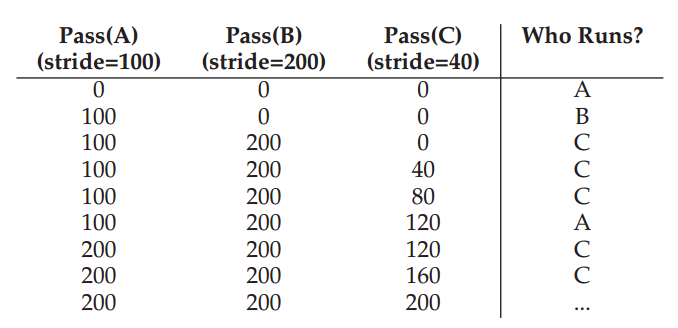 Pass(A) Pass(B) Pass(C) Who Runs?
(stride=100) (stride=200) (stride=40)
0 0 0 A
100 0 0 B
100 200 0 C
100 200 40 C
100 200 80 C
100 200 120 A
200 200 120 C
200 200 160 C
200 200 200 ...